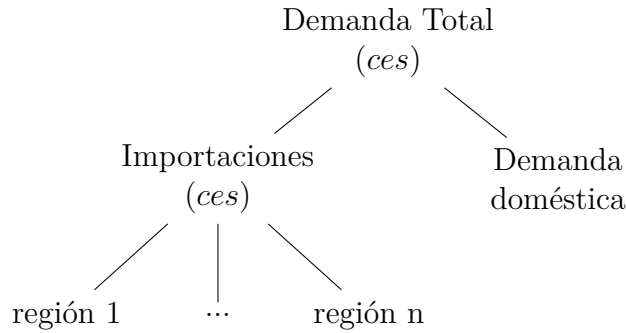 Demanda Total
(ces)
Importaciones
(ces)
Demanda
doméstica
región 1
...
región n